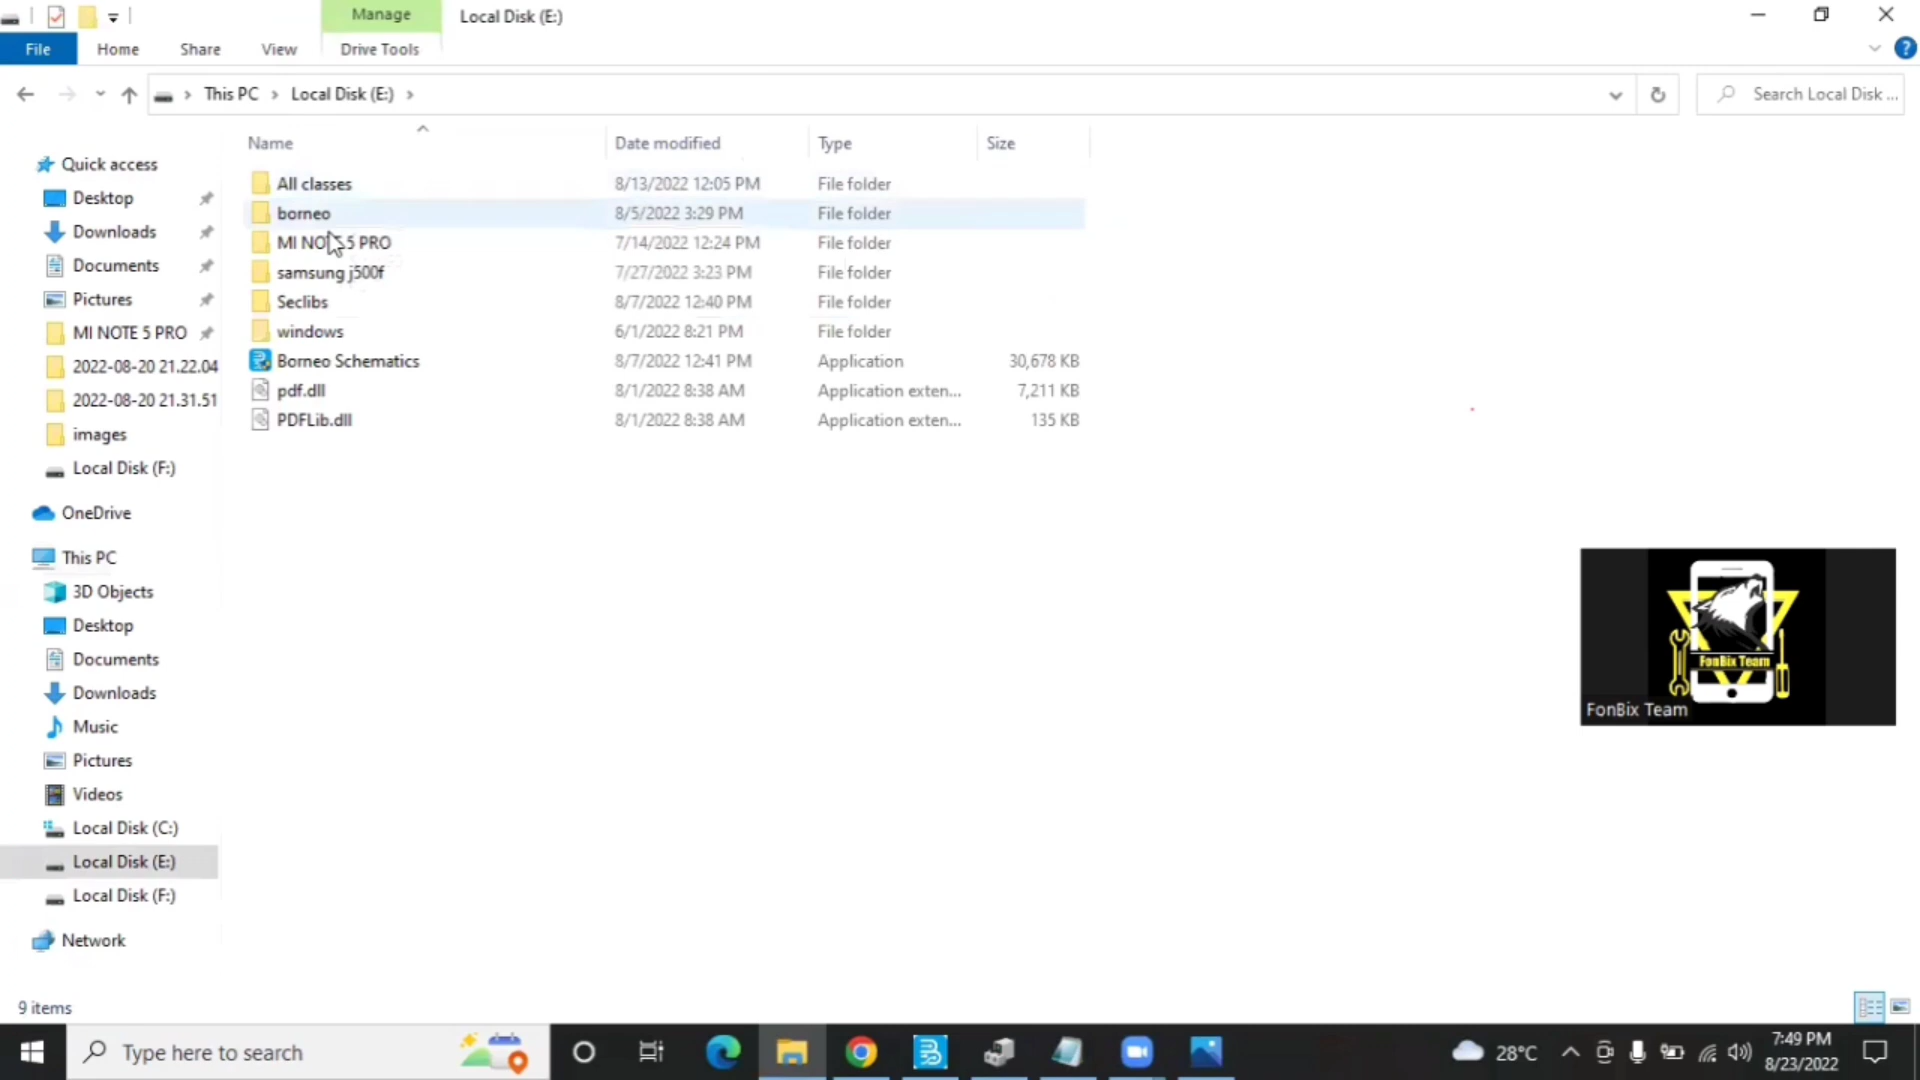 Manage
Local Disk (E:)
File
Home
Share
View
Drive Tools
This PC
Local Disk (E:)
Search Local Disk ...
Name
Date modified
Type
Size
Quick access
Desktop
Downloads
Documents
Pictures
MI NOTE 5 PRO
2022-08-20 21.22.04
2022-08-20 21.31.51
images
Local Disk (F:)
OneDrive
This PC
3D Objects
Desktop
Documents
Downloads
Music
Pictures
Videos
Local Disk (C:)
Local Disk (E:)
Local Disk (F:)
Network
All classes 8/13/2022 12:05 PM File folder
borneo 8/5/2022 3:29 PM File folder
MI NOTE 5 PRO 7/14/2022 12:24 PM File folder
samsung j500f 7/27/2022 3:23 PM File folder
Seclibs 8/7/2022 12:40 PM File folder
windows 6/1/2022 8:21 PM File folder
Borneo Schematics 8/7/2022 12:41 PM Application 30,678 KB
pdf.dll 8/1/2022 8:38 AM Application exten... 7,211 KB
PDFLib.dll 8/1/2022 8:38 AM Application exten... 135 KB
FonBix Team
FonBix Team
9 items
Type here to search
28°C
7:49 PM
8/23/2022